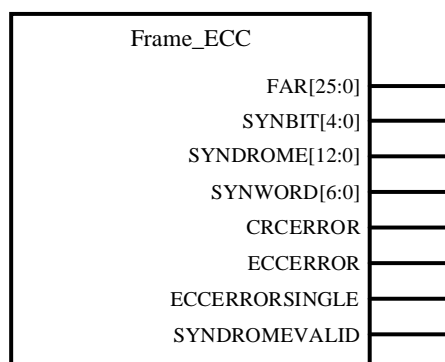 Frame_ECC
FAR[25:0]
SYNBIT[4:0]
SYNDROME[12:0]
SYNWORD[6:0]
CRCERROR
ECCERROR
ECCERRORSINGLE
SYNDROMEVALID